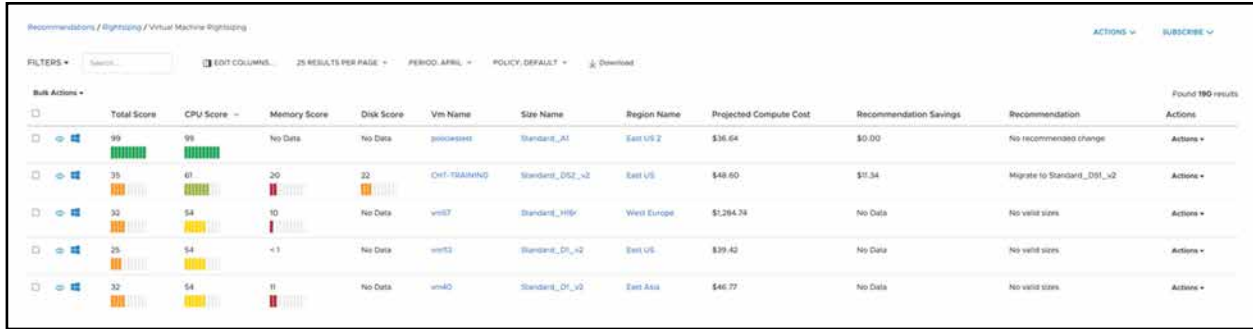 Recommendations / Rightsizing / Virtual Machine Rightsizing
ACTIONS SUBSCRIBE
FILTERS Search... EDIT COLUMNS... 25 RESULTS PER PAGE PERIOD: APRIL POLICY: DEFAULT Download
Bulk Actions Found 190 results
Total Score CPU Score Memory Score Disk Score Vm Name Size Name Region Name Projected Compute Cost Recommendation Savings Recommendation Actions
99 99 No Data No Data Standard_A1 East US 2 $36.64 $0.00 No recommended change Actions
35 61 20 22 CHT-TRAINING Standard_DS2_v2 East US $48.60 $11.34 Migrate to Standard_DS1_v2 Actions
32 54 10 No Data vm57 Standard_H16r West Europe $1,284.74 No Data No valid sizes Actions
25 54 <1 No Data Standard_D1_v2 East US $39.42 No Data No valid sizes Actions
32 54 11 No Data vm40 Standard_D1_v2 East Asia $46.77 No Data No valid sizes Actions